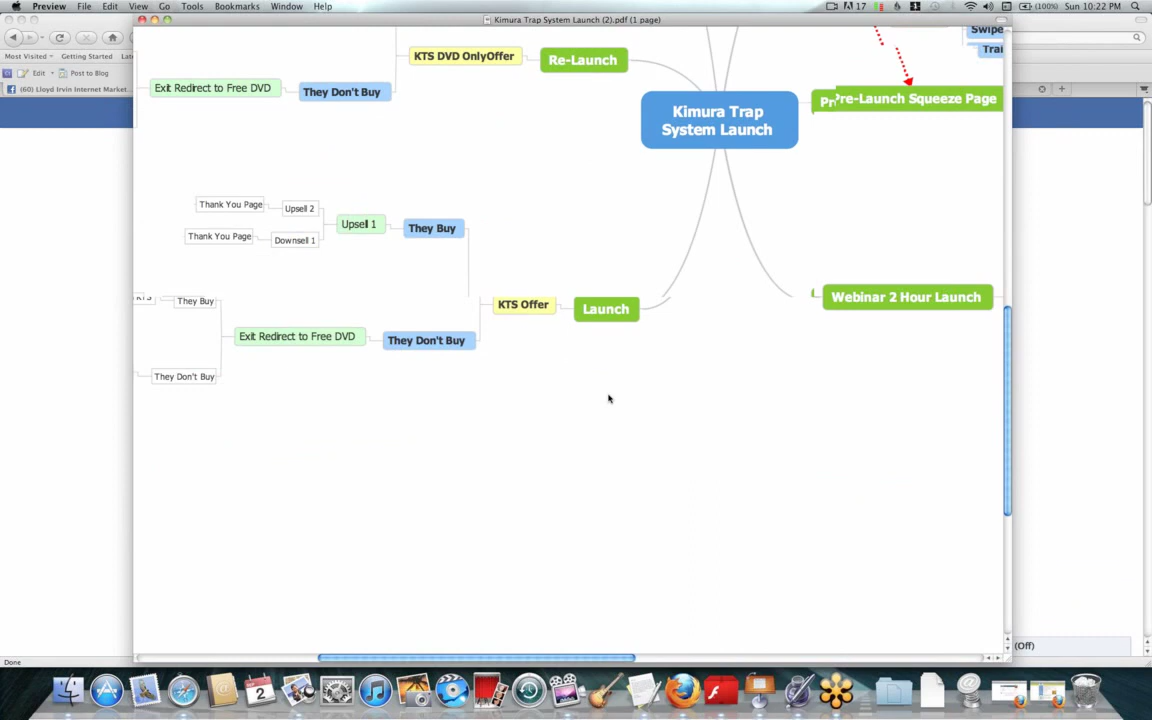 Preview File Edit View Go Tools Bookmarks Window Help
17 (100%) Sun 10:22 PM
Kimura Trap System Launch (2).pdf (1 page)
Most Visited Getting Started Lat
Edit Post to Blog
(60) Lloyd Irvin Internet Market...
Swipe
Trai
KTS DVD OnlyOffer
Re-Launch
Exit Redirect to Free DVD
They Don't Buy
Pre-Launch Squeeze Page
Kimura Trap
System Launch
Thank You Page
Upsell 2
Upsell 1
They Buy
Thank You Page
Downsell 1
They Buy
KTS Offer
Launch
Webinar 2 Hour Launch
Exit Redirect to Free DVD
They Don't Buy
They Don't Buy
(Off)
Done
2